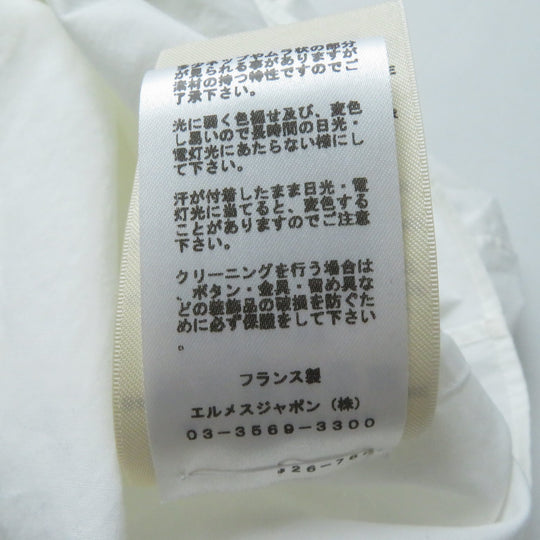 が見られる事がありますが
素材の持つ特性ですのでご
了承下さい。
光に弱く色褪せ及び、変色
し易いので長時間の日光・
電灯光にあたらない様にし
て下さい。
汗が付着したまま日光・電
灯光に当てると、変色する
ことがありますのでご注意
下さい。
クリーニングを行う場合は
、ボタン・金具・留め具な
どの装飾品の破損を防ぐた
めに必ず保護をして下さい
。
フランス製
エルメスジャポン（株）
03-3569-3300